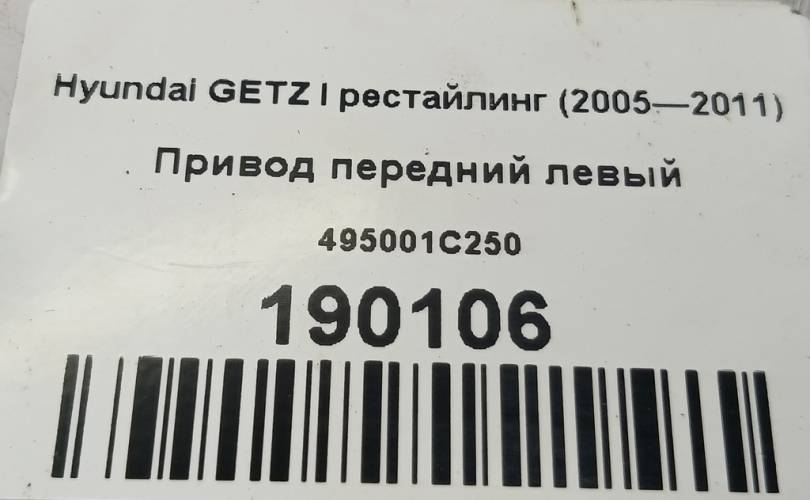 Hyundai GETZ I рестайлинг (2005—2011)
Привод передний левый
495001C250
190106